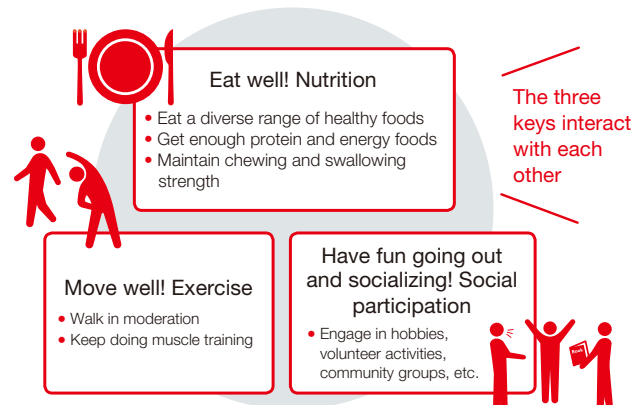 Eat well! Nutrition
• Eat a diverse range of healthy foods
• Get enough protein and energy foods
• Maintain chewing and swallowing
strength
The three
keys interact
with each
other
Move well! Exercise
• Walk in moderation
• Keep doing muscle training
Have fun going out
and socializing! Social
participation
• Engage in hobbies,
volunteer activities,
community groups, etc.